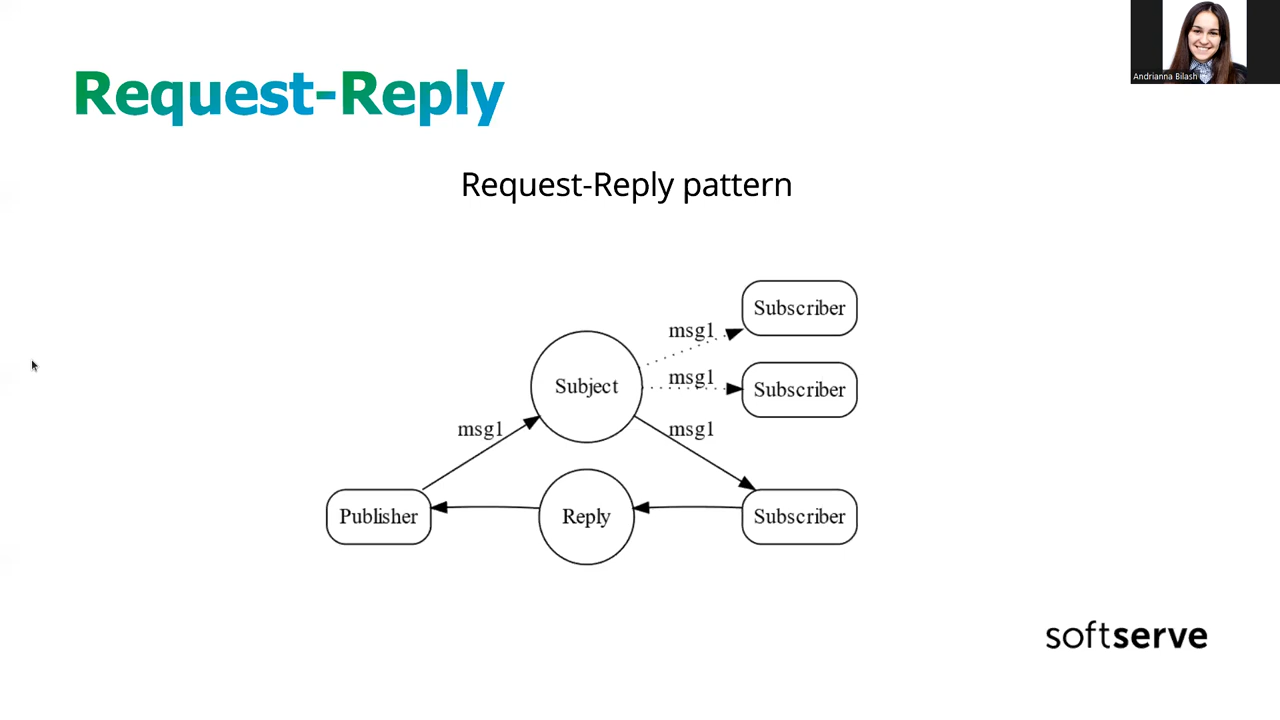 Andrianna Bilash
Request-Reply
Request-Reply pattern
Subscriber
msg1
msg1
Subscriber
Subject
msg1
msg1
Publisher
Reply
Subscriber
softserve